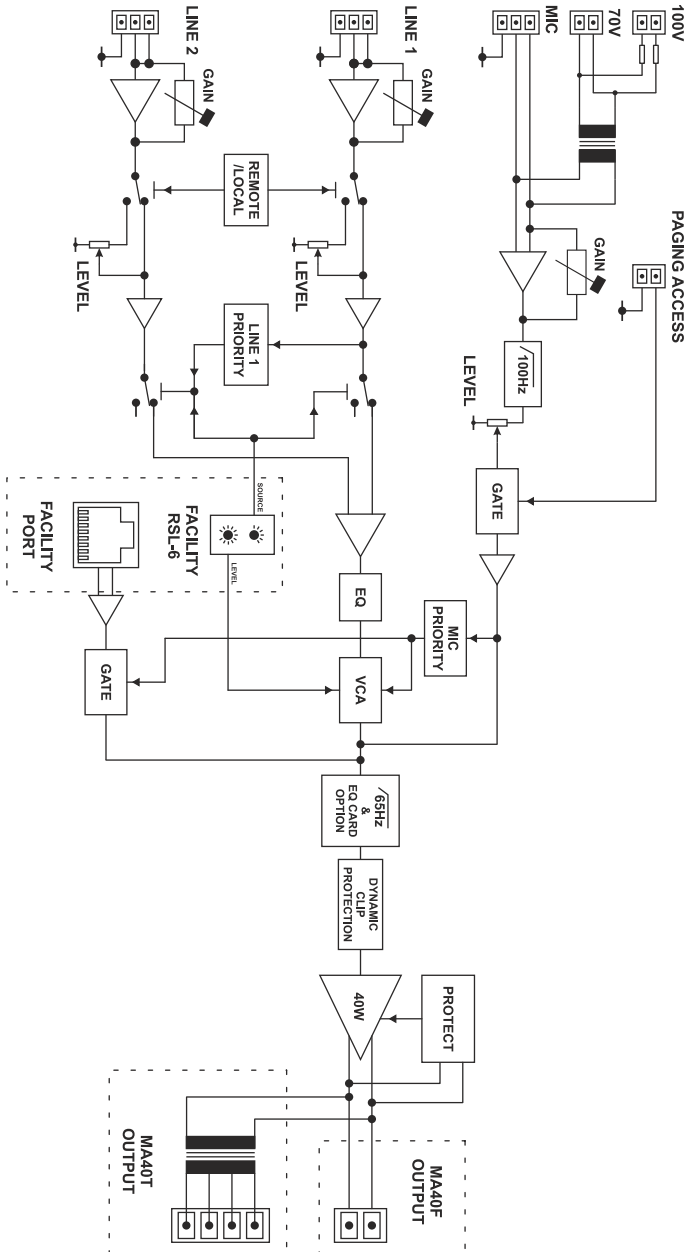 100V
70V
MIC
PAGING ACCESS
GAIN
100Hz
LEVEL
GATE
MIC
PRIORITY
LINE 1
GAIN
LEVEL
REMOTE
/LOCAL
LINE 1
PRIORITY
LINE 2
GAIN
LEVEL
SOURCE
LEVEL
FACILITY
RSL-6
FACILITY
PORT
GATE
EQ
VCA
65Hz
&
EQ CARD
OPTION
DYNAMIC
CLIP
PROTECTION
40W
PROTECT
MA40F
OUTPUT
MA40T
OUTPUT